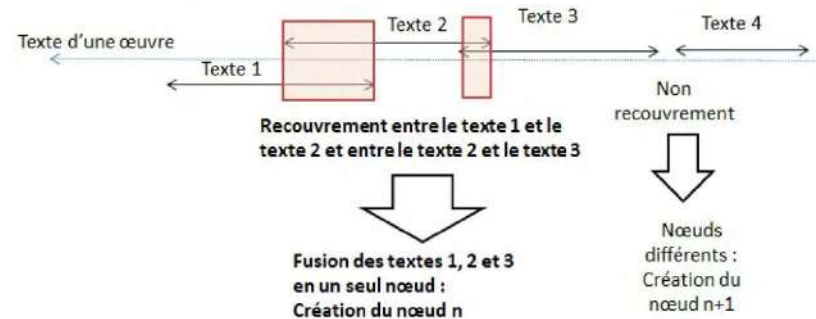 Texte 3
Texte 2
Texte 4
Texte d'une œuvre
Texte 1
Non
recouvrement
Recouvrement entre le texte 1 et le
texte 2 et entre le texte 2 et le texte 3
Nœuds
différents :
Création du
nœud n+1
Fusion des textes 1, 2 et 3
en un seul nœud :
Création du nœud n